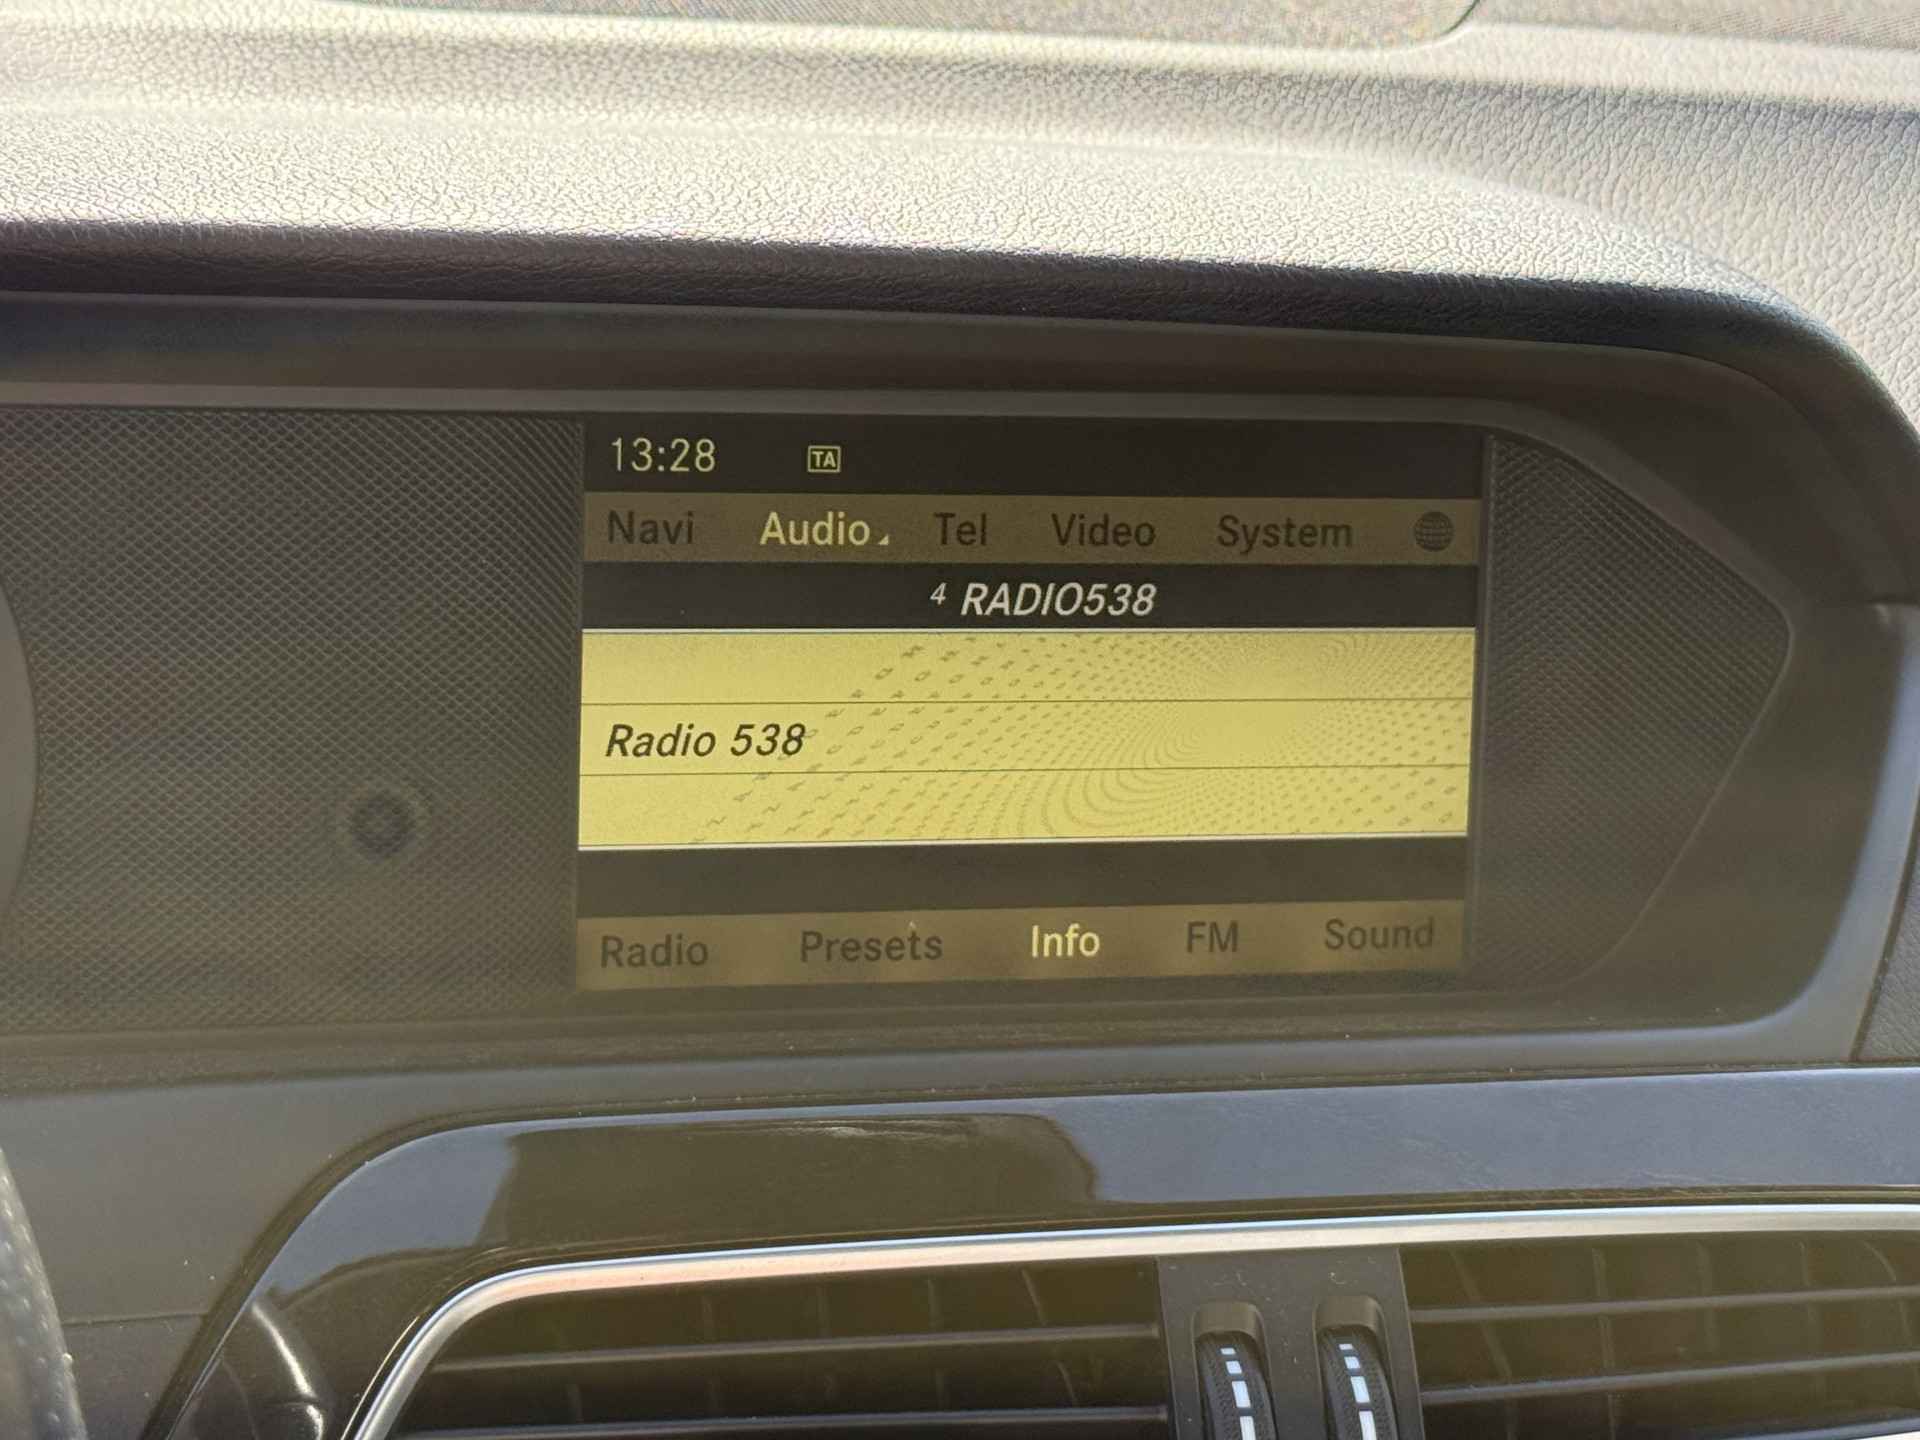 13:28 TA
Navi Audio Tel Video System
4 RADIO538
Radio 538
Radio Presets Info FM Sound